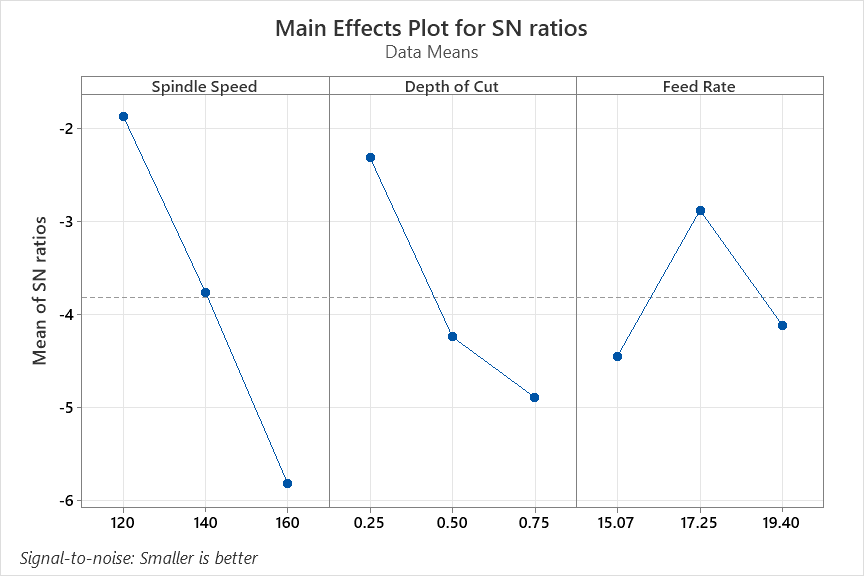 Main Effects Plot for SN ratios
Data Means
Spindle Speed Depth of Cut Feed Rate
Mean of SN ratios
-2
-3
-4
-5
-6
120 140 160 0.25 0.50 0.75 15.07 17.25 19.40
Signal-to-noise: Smaller is better